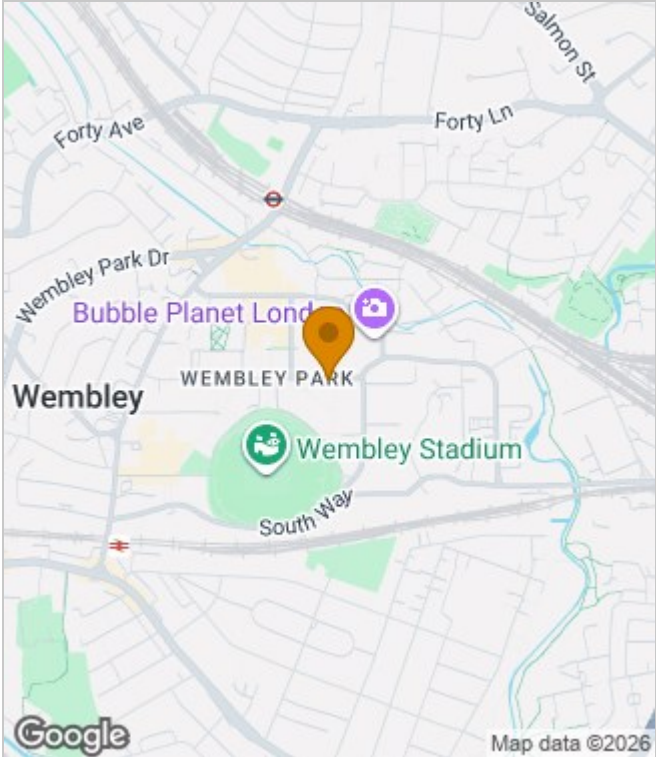 Salmon St
Forty Ln
Forty Ave
Wembley Park Dr
Bubble Planet Lond
WEMBLEY PARK
Wembley
Wembley Stadium
South Way
Google
Map data ©2026